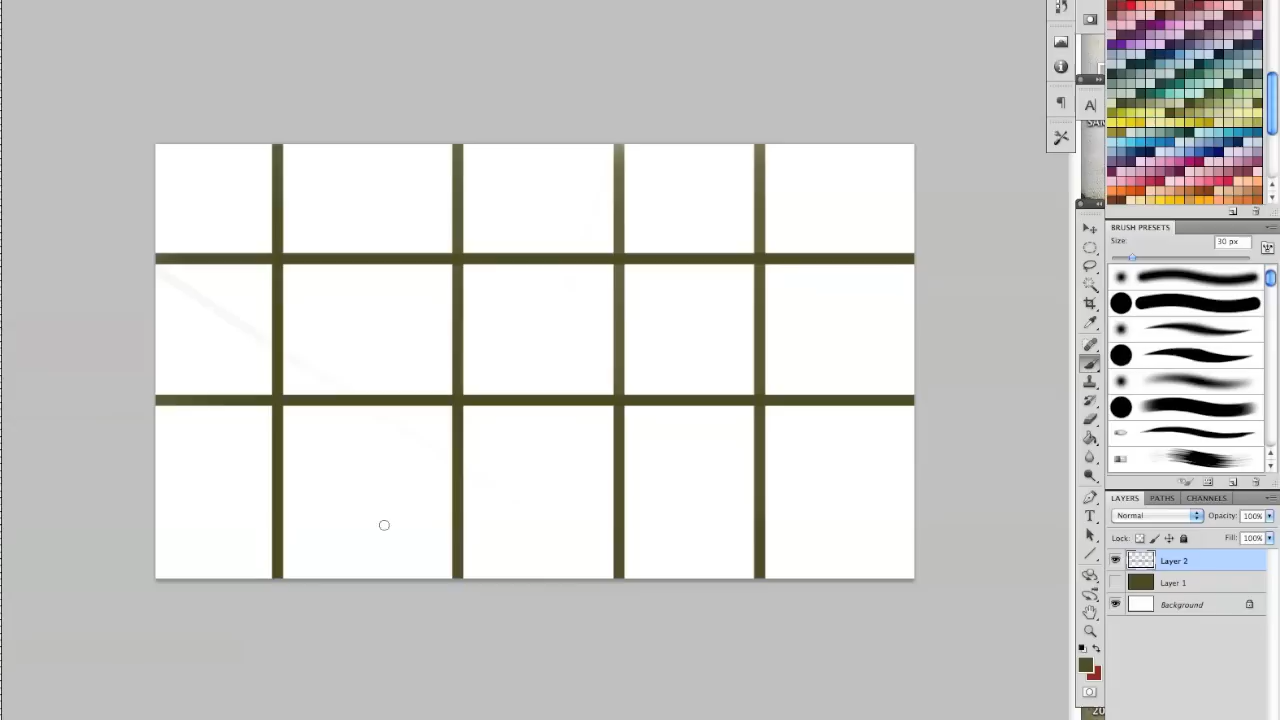 A
BRUSH PRESETS
Size:
30 px
LAYERS
PATHS
CHANNELS
Normal
Opacity: 100%
Lock:
Fill: 100%
Layer 2
Layer 1
Background
T